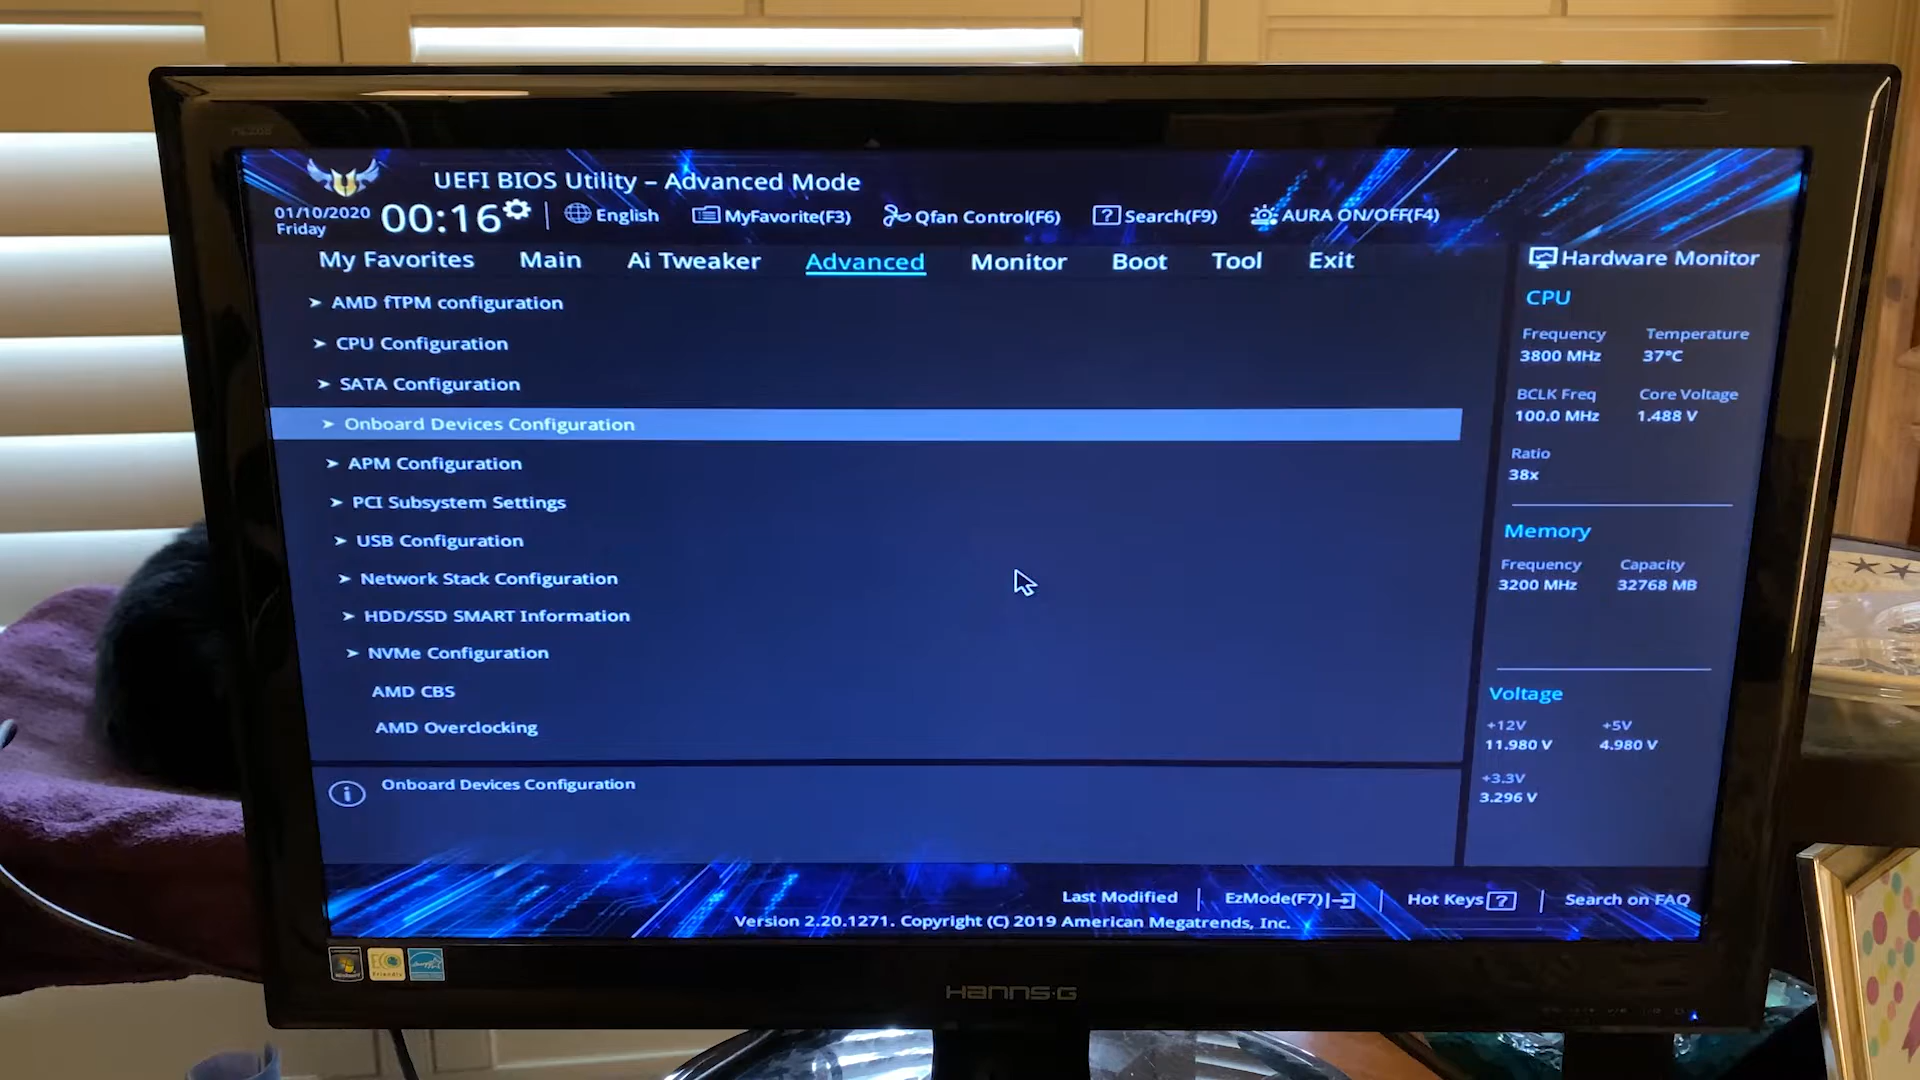 UEFI BIOS Utility – Advanced Mode
01/10/2020
Friday
00:16
English
MyFavorite(F3)
Qfan Control(F6)
Search(F9)
AURA ON/OFF(F4)
My Favorites
Main
Ai Tweaker
Advanced
Monitor
Boot
Tool
Exit
AMD fTPM configuration
CPU Configuration
SATA Configuration
Onboard Devices Configuration
APM Configuration
PCI Subsystem Settings
USB Configuration
Network Stack Configuration
HDD/SSD SMART Information
NVMe Configuration
AMD CBS
AMD Overclocking
Onboard Devices Configuration
Hardware Monitor
CPU
Frequency Temperature
3800 MHz 37°C
BCLK Freq Core Voltage
100.0 MHz 1.488 V
Ratio
38x
Memory
Frequency Capacity
3200 MHz 32768 MB
Voltage
+12V +5V
11.980 V 4.980 V
+3.3V
3.296 V
Last Modified
EzMode(F7)
Hot Keys ?
Search on FAQ
Version 2.20.1271. Copyright (C) 2019 American Megatrends, Inc.
HANNS·G